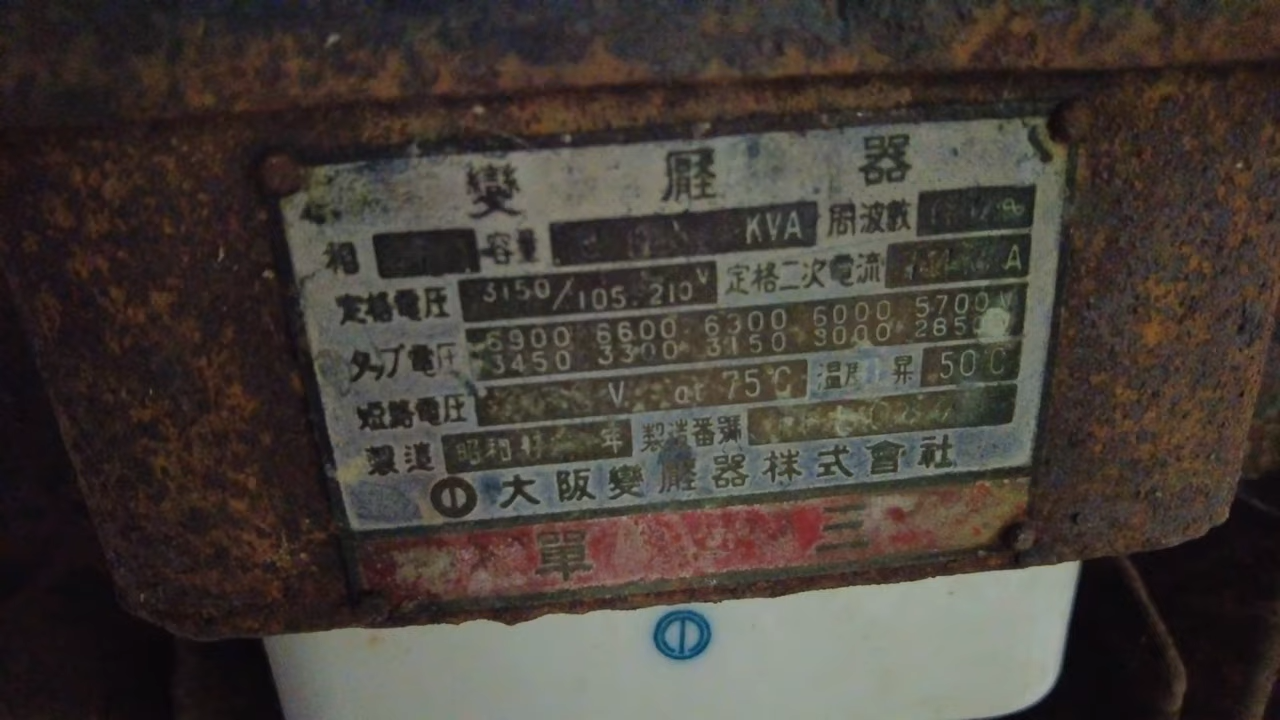 變壓器
相 容量 KVA 周波數 ∿
定格電圧 3150/105.210V 定格二次電流 A
タップ電圧 6900 6600 6300 6000 5700V
3450 3300 3150 3000 2850
短路電圧 V at 75°C 温度上昇 50°C
製造 昭和 年 製造番號
大阪變壓器株式會社
單三